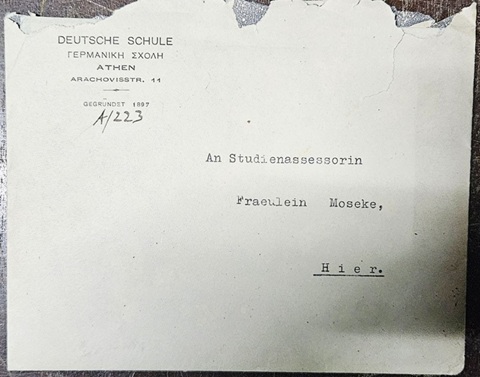 DEUTSCHE SCHULE
ΓΕΡΜΑΝΙΚΗ ΣΧΟΛΗ
ATHEN
ARACHOVISSTR. 11
GEGRÜNDET 1897
A/223
An Studienassessorin
Fraeulein Moseke,
Hier.